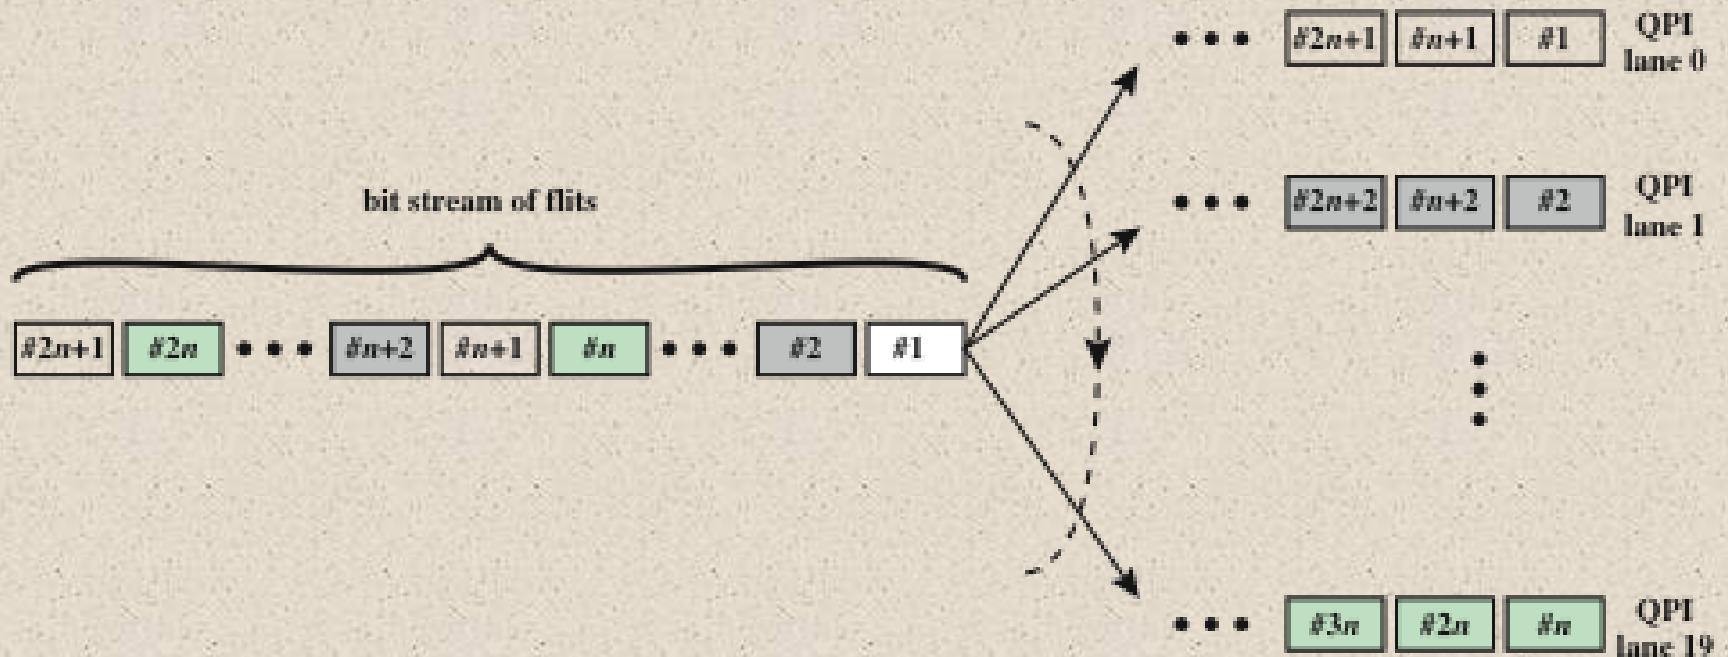 #2n+1 #n+1 #1 QPI
lane 0
#2n+2 #n+2 #2 QPI
lane 1
bit stream of flits
#2n+1 #2n #n+2 #n+1 #n #2 #1
#3n #2n #n QPI
lane 19